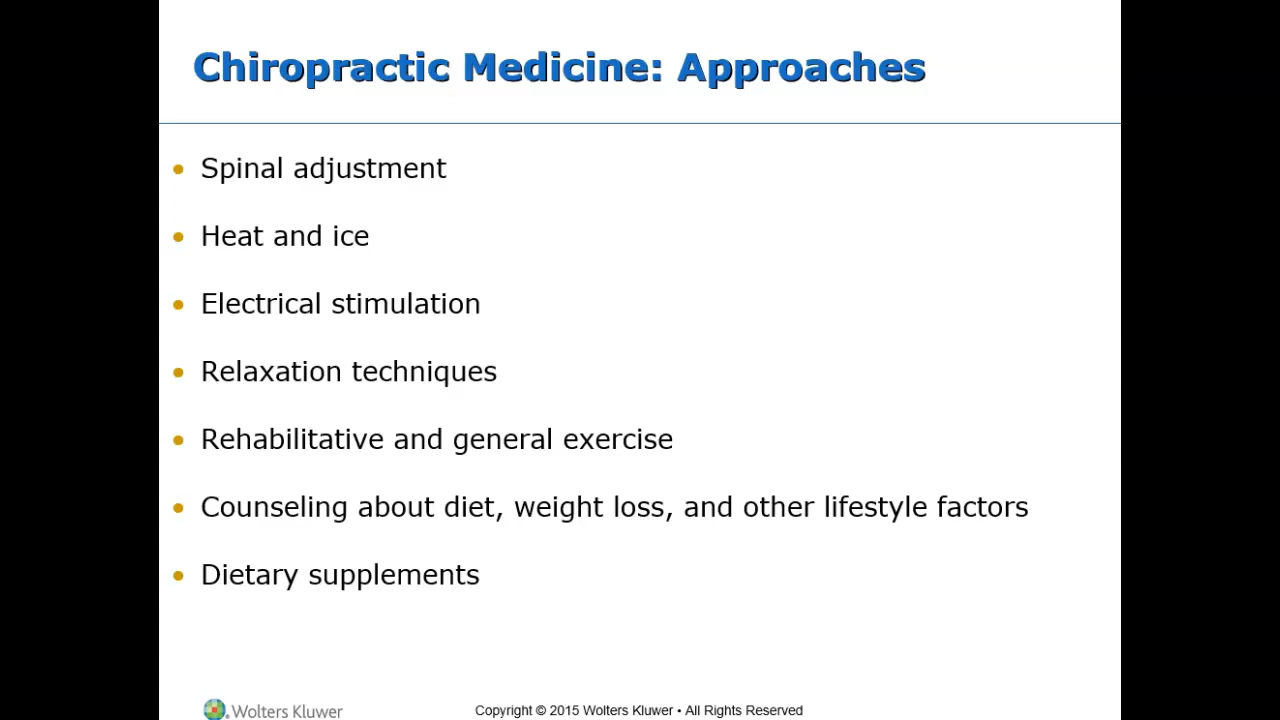 Chiropractic Medicine: Approaches
• Spinal adjustment
• Heat and ice
• Electrical stimulation
• Relaxation techniques
• Rehabilitative and general exercise
• Counseling about diet, weight loss, and other lifestyle factors
• Dietary supplements
Wolters Kluwer
Copyright © 2015 Wolters Kluwer • All Rights Reserved